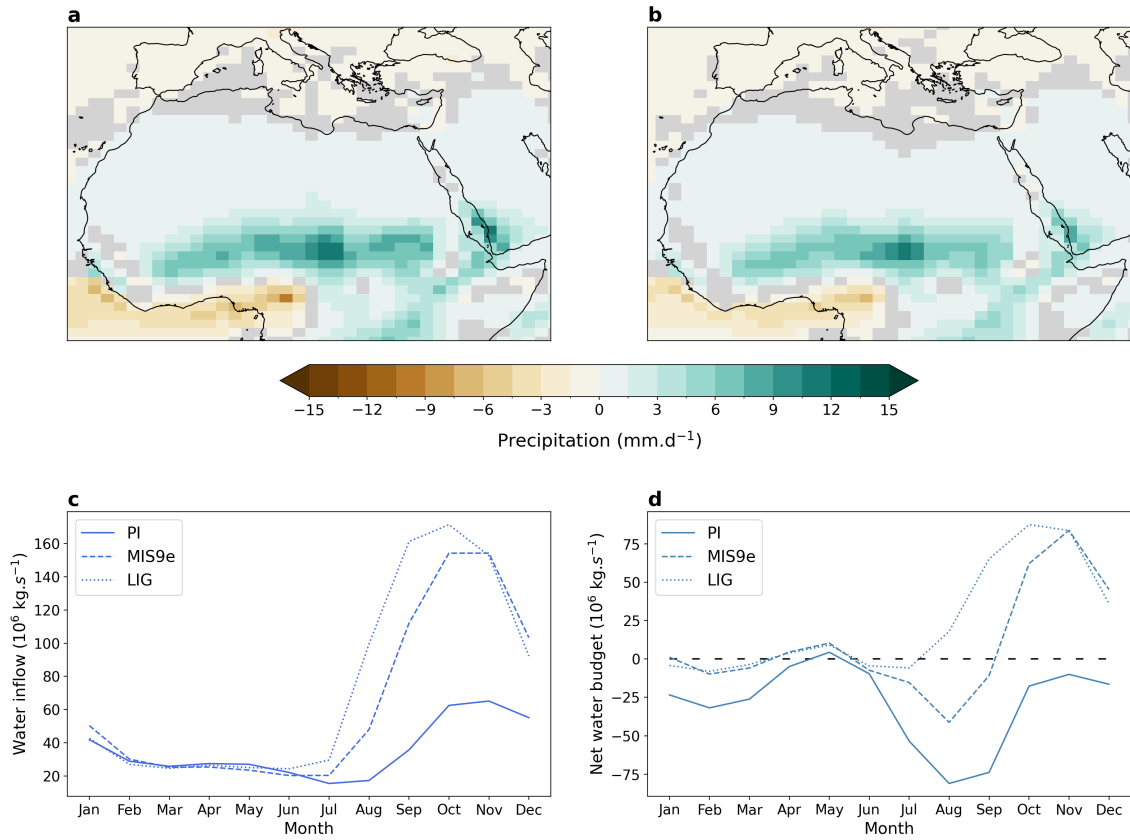 a
b
−15 −12 −9 −6 −3 0 3 6 9 12 15
Precipitation (mm.d⁻¹)
c
PI
MIS9e
LIG
Water inflow (10⁶ kg.s⁻¹)
160
140
120
100
80
60
40
20
Jan Feb Mar Apr May Jun Jul Aug Sep Oct Nov Dec
Month
d
PI
MIS9e
LIG
Net water budget (10⁶ kg.s⁻¹)
75
50
25
0
−25
−50
−75
Jan Feb Mar Apr May Jun Jul Aug Sep Oct Nov Dec
Month